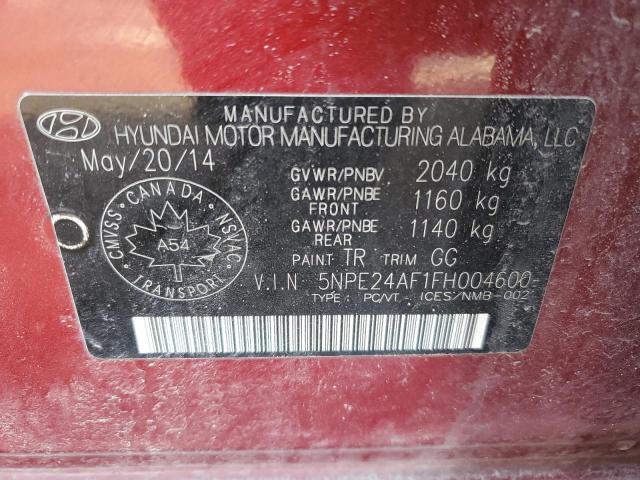 MANUFACTURED BY
HYUNDAI MOTOR MANUFACTURING ALABAMA, LLC
May/20/14
GVWR/PNBV 2040 kg
GAWR/PNBE FRONT 1160 kg
GAWR/PNBE REAR 1140 kg
PAINT TR TRIM GG
V.I.N 5NPE24AF1FH004600
TYPE : PC/VT ICES/NMB-002
CANADA
CMVSS
NSVAC
A54
TRANSPORT